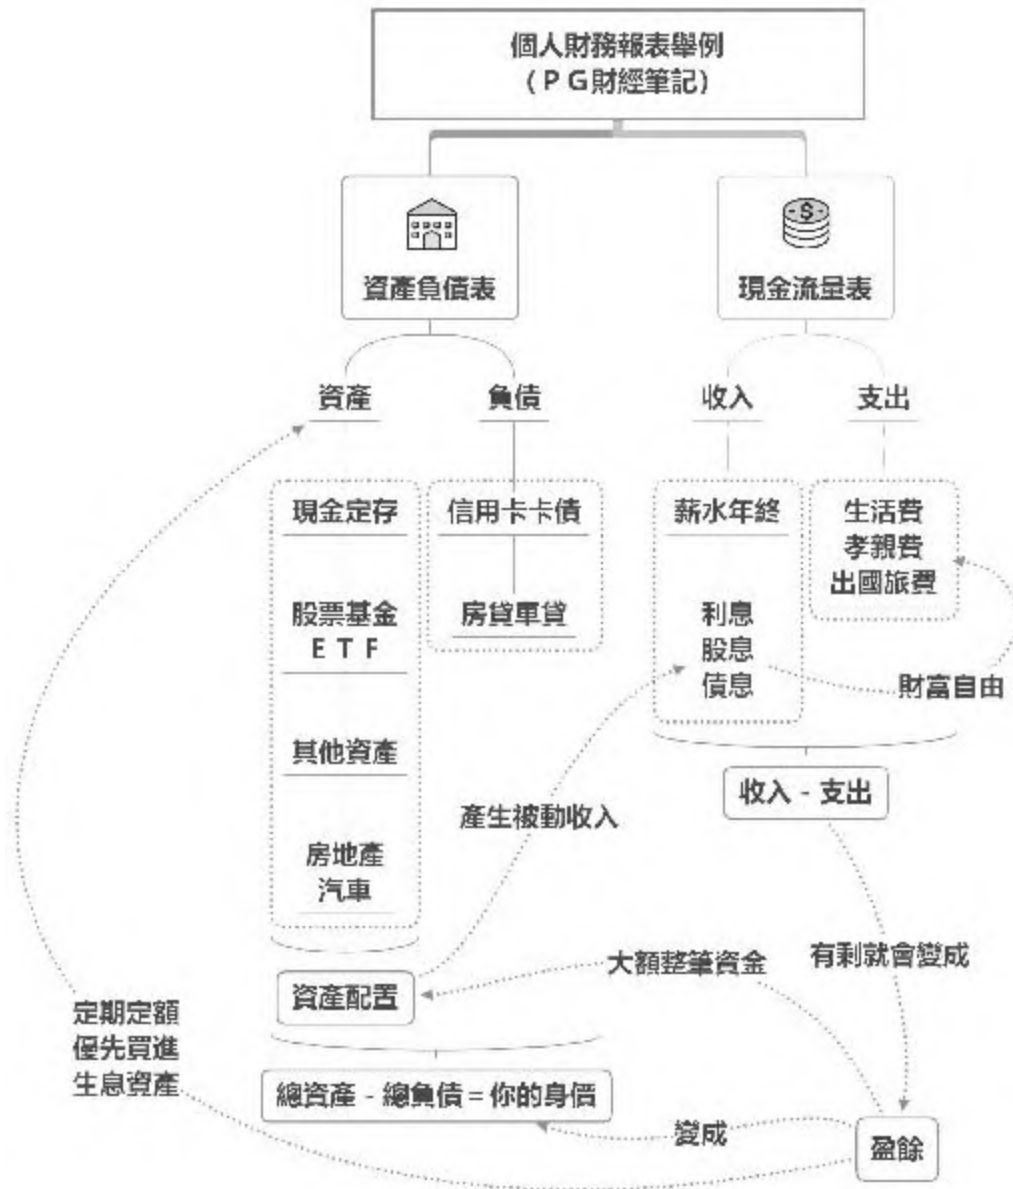 個人財務報表舉例
(PG財經筆記)
資產負債表
現金流量表
資產
負債
收入
支出
現金定存
股票基金
ETF
其他資產
房地產
汽車
信用卡卡債
房貸車貸
薪水年終
利息
股息
債息
生活費
孝親費
出國旅費
財富自由
收入 - 支出
產生被動收入
有剩就會變成
大額整筆資金
資產配置
定期定額
優先買進
生息資產
總資產 - 總負債 = 你的身價
變成
盈餘